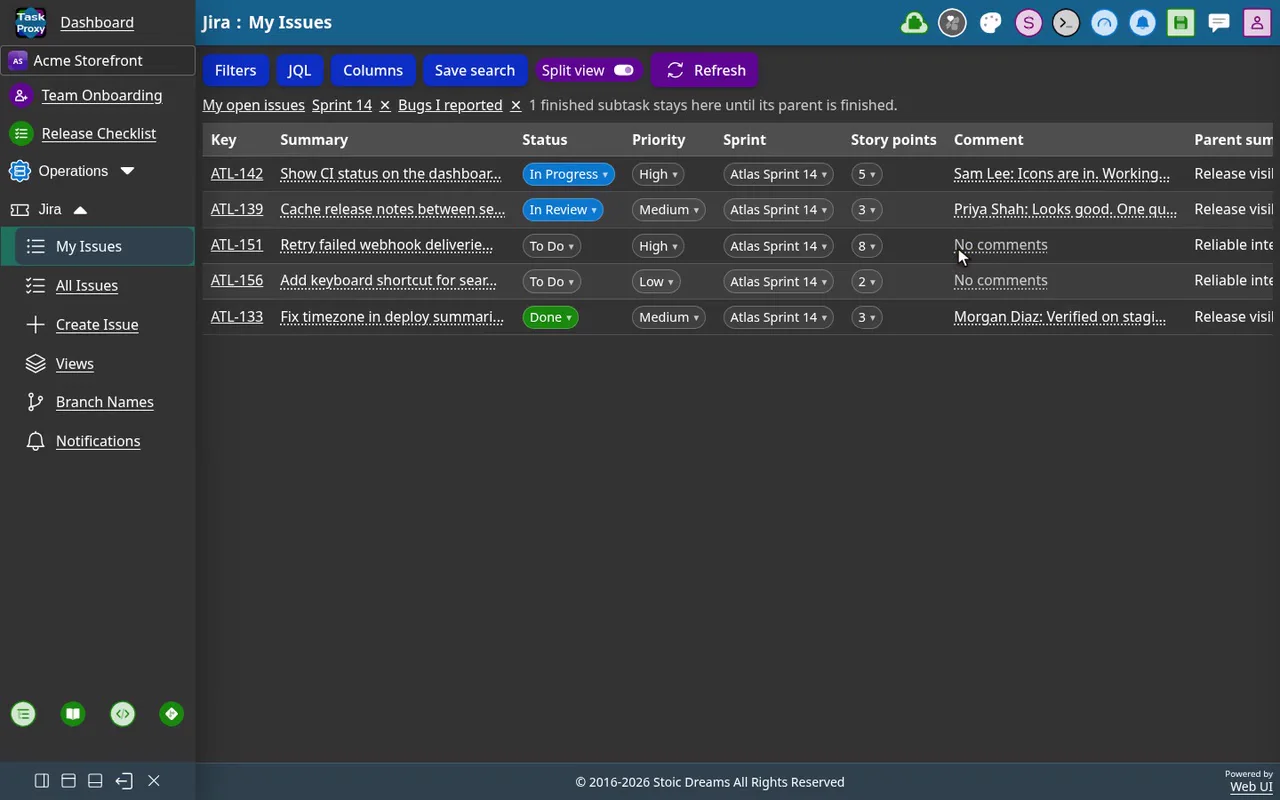 Task Proxy
Dashboard
Jira : My Issues
S
AS
Acme Storefront
Team Onboarding
Release Checklist
Operations
Jira
My Issues
All Issues
Create Issue
Views
Branch Names
Notifications
Filters
JQL
Columns
Save search
Split view
Refresh
My open issues
Sprint 14 ×
Bugs I reported ×
1 finished subtask stays here until its parent is finished.
Key Summary Status Priority Sprint Story points Comment Parent sum
ATL-142 Show CI status on the dashboar... In Progress High Atlas Sprint 14 5 Sam Lee: Icons are in. Working... Release visil
ATL-139 Cache release notes between se... In Review Medium Atlas Sprint 14 3 Priya Shah: Looks good. One qu... Release visil
ATL-151 Retry failed webhook deliverie... To Do High Atlas Sprint 14 8 No comments Reliable inte
ATL-156 Add keyboard shortcut for sear... To Do Low Atlas Sprint 14 2 No comments Reliable inte
ATL-133 Fix timezone in deploy summari... Done Medium Atlas Sprint 14 3 Morgan Diaz: Verified on stagi... Release visil
© 2016-2026 Stoic Dreams All Rights Reserved
Powered by
Web UI